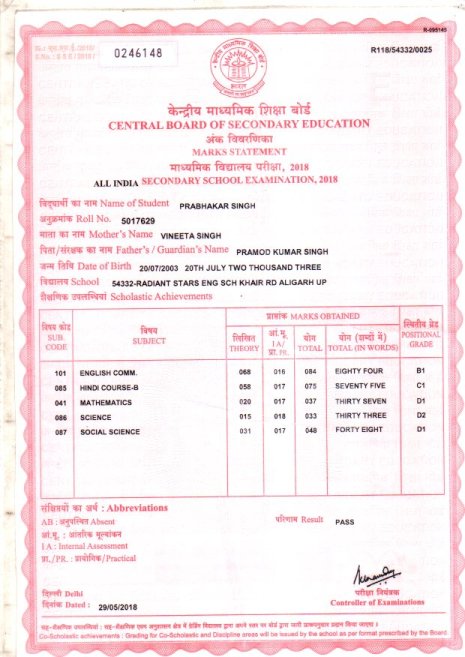 R-095145
S.No. : S S E / 2018 /
0246148
R118/54332/0025
केन्द्रीय माध्यमिक शिक्षा बोर्ड
CENTRAL BOARD OF SECONDARY EDUCATION
अंक विवरणिका
MARKS STATEMENT
माध्यमिक विद्यालय परीक्षा, 2018
ALL INDIA SECONDARY SCHOOL EXAMINATION, 2018
विद्यार्थी का नाम Name of Student PRABHAKAR SINGH
अनुक्रमांक Roll No. 5017629
माता का नाम Mother's Name VINEETA SINGH
पिता/संरक्षक का नाम Father's / Guardian's Name PRAMOD KUMAR SINGH
जन्म तिथि Date of Birth 20/07/2003 20TH JULY TWO THOUSAND THREE
विद्यालय School 54332-RADIANT STARS ENG SCH KHAIR RD ALIGARH UP
शैक्षणिक उपलब्धियां Scholastic Achievements
विषय कोड SUB. CODE विषय SUBJECT प्राप्तांक MARKS OBTAINED स्थितीय ग्रेड POSITIONAL GRADE
लिखित THEORY आं.मू. I A/ प्रा. PR. योग TOTAL योग (शब्दों में) TOTAL (IN WORDS)
101 ENGLISH COMM. 068 016 084 EIGHTY FOUR B1
085 HINDI COURSE-B 058 017 075 SEVENTY FIVE C1
041 MATHEMATICS 020 017 037 THIRTY SEVEN D1
086 SCIENCE 015 018 033 THIRTY THREE D2
087 SOCIAL SCIENCE 031 017 048 FORTY EIGHT D1
संक्षितयों का अर्थ : Abbreviations
AB : अनुपस्थित Absent परिणाम Result PASS
आं.मू. : आंतरिक मूल्यांकन
I A : Internal Assessment
प्रा./PR. : प्रायोगिक/Practical
दिल्ली Delhi परीक्षा नियंत्रक
दिनांक Dated : 29/05/2018 Controller of Examinations
Co-Scholastic achievements : Grading for Co-Scholastic and Discipline areas will be issued by the school as per format prescribed by the Board.